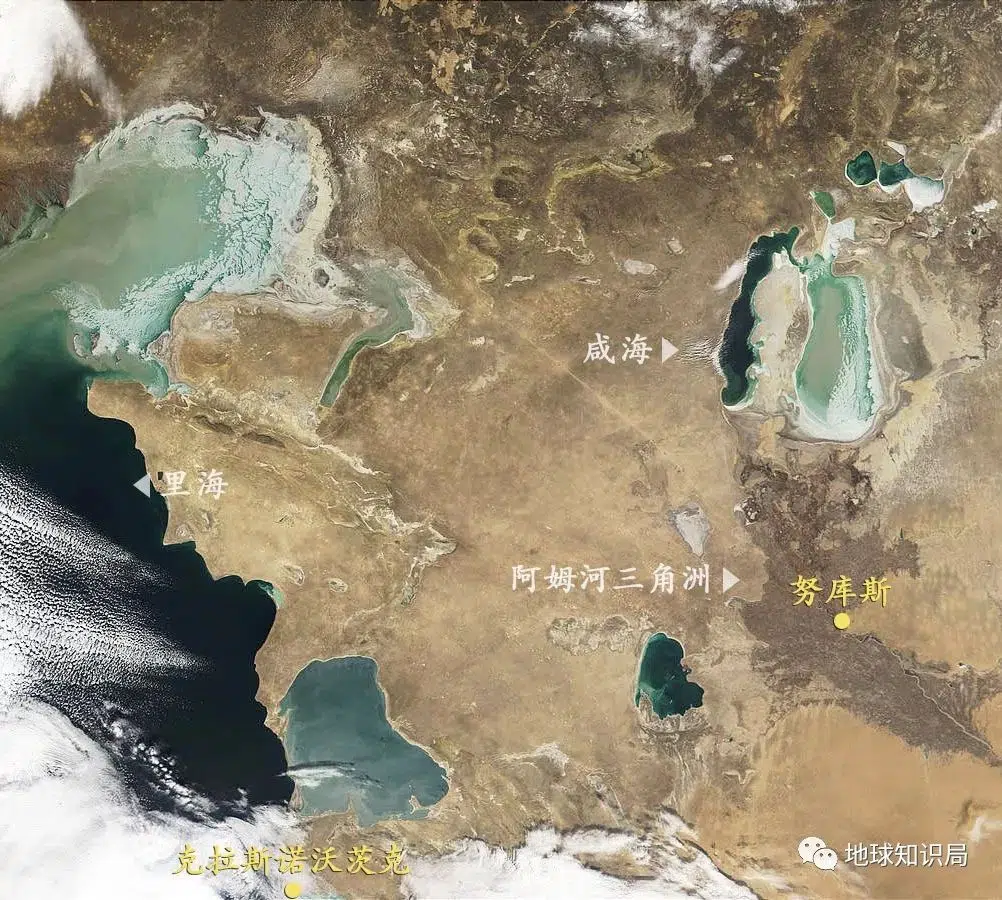 咸海
里海
阿姆河三角洲
努库斯
克拉斯诺沃茨克
地球知识局